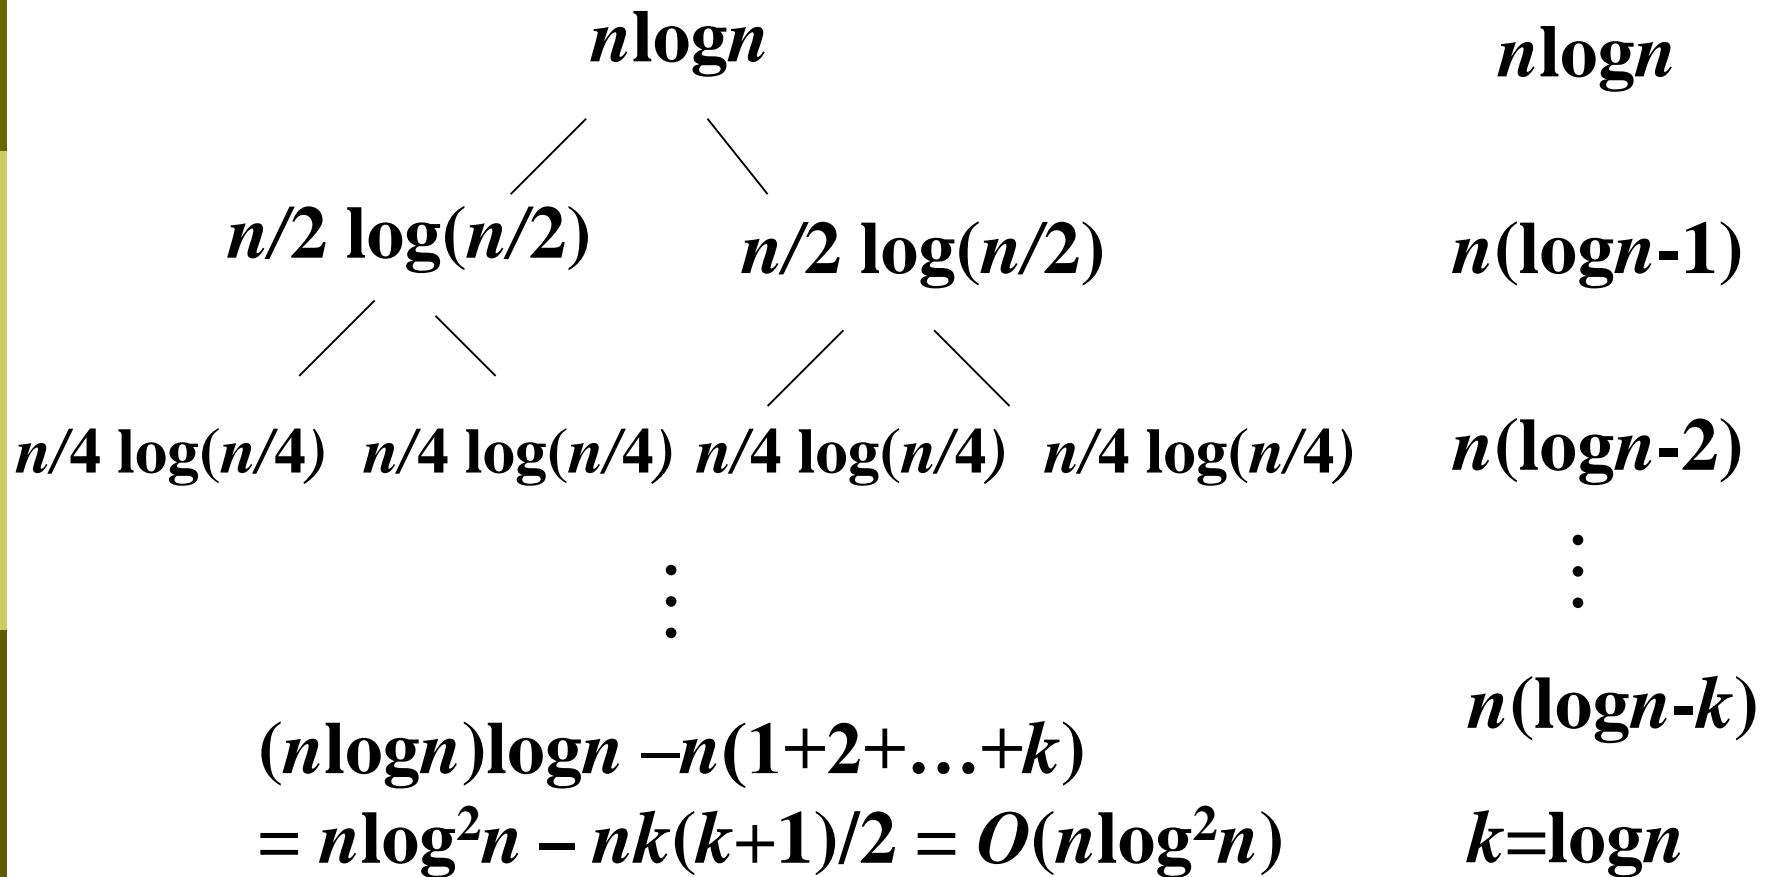 nlogn nlogn
n/2 log(n/2) n/2 log(n/2) n(logn-1)
n/4 log(n/4) n/4 log(n/4) n/4 log(n/4) n/4 log(n/4) n(logn-2)
⋮ ⋮
n(logn-k)
(nlogn)logn –n(1+2+…+k)
= nlog²n – nk(k+1)/2 = O(nlog²n) k=logn